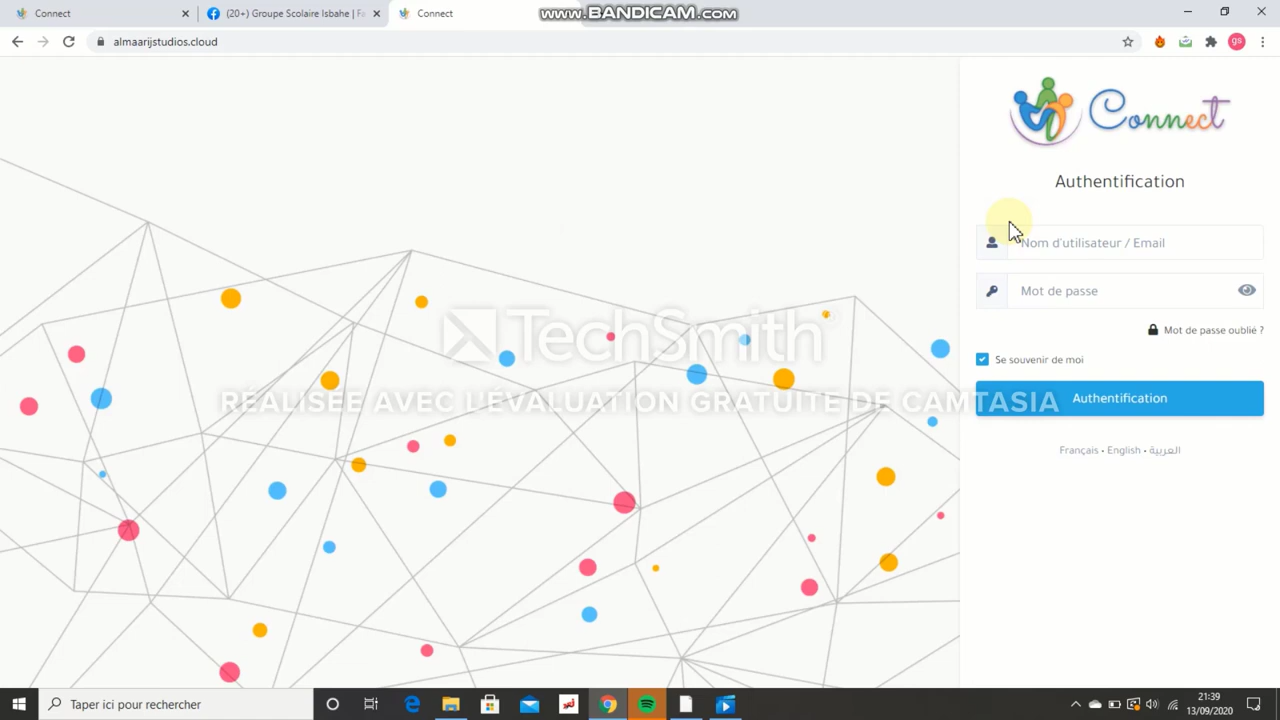 Connect
(20+) Groupe Scolaire Isbahe | Fa
Connect
www.BANDICAM.com
almaarijstudios.cloud
gs
Connect
Authentification
Nom d'utilisateur / Email
Mot de passe
Mot de passe oublié ?
Se souvenir de moi
Authentification
Français • English • العربية
TechSmith
RÉALISÉE AVEC L'ÉVALUATION GRATUITE DE CAMTASIA
Taper ici pour rechercher
21:39
13/09/2020